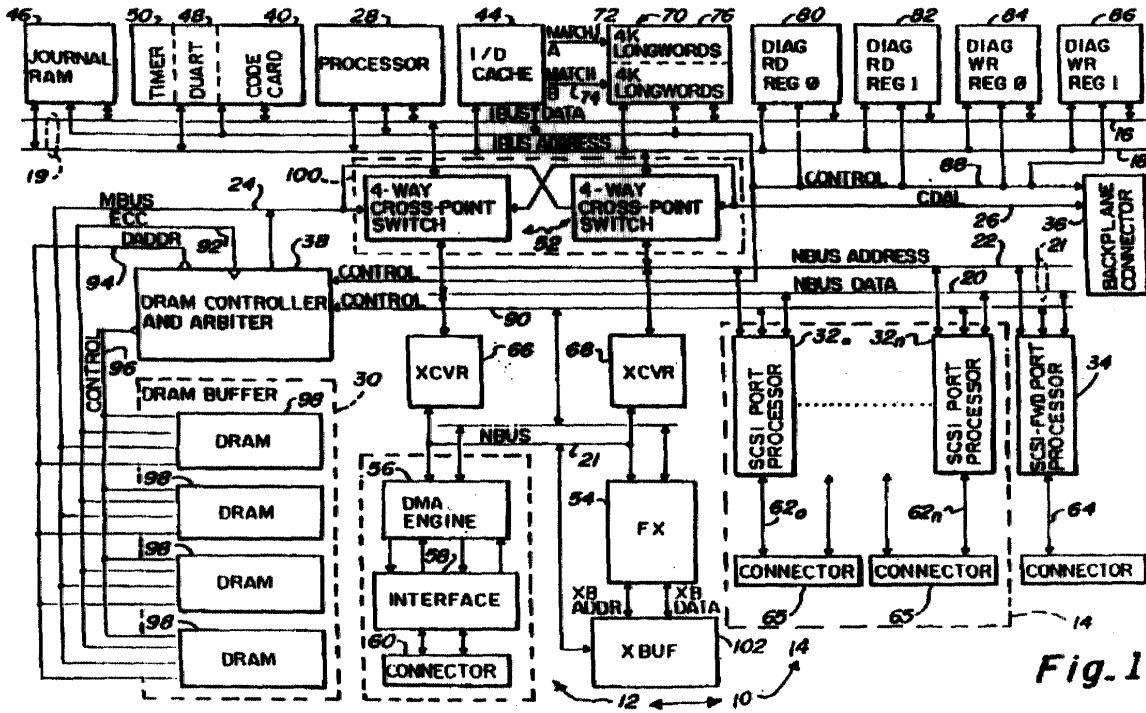 46
50
48
40
28
44
72
70
76
80
82
84
86
JOURNAL
RAM
TIMER
DUART
CODE
CARD
PROCESSOR
I/D
CACHE
MATCH
A
MATCH
B
74
4K
LONGWORDS
4K
LONGWORDS
DIAG
RD
REG 0
DIAG
RD
REG 1
DIAG
WR
REG 0
DIAG
WR
REG 1
IBUS DATA
16
IBUS ADDRESS
18
19
100
4-WAY
CROSS-POINT
SWITCH
4-WAY
CROSS-POINT
SWITCH
52
88
CONTROL
CDAL
26
36
BACKPLANE
CONNECTOR
MBUS
24
ECC
92
DADDR
94
38
DRAM CONTROLLER
AND ARBITER
CONTROL
CONTROL
90
NBUS ADDRESS
22
21
NBUS DATA
20
CONTROL
96
66
XCVR
68
XCVR
32o
SCSI PORT
PROCESSOR
32n
SCSI PORT
PROCESSOR
34
SCSI-FWD PORT
PROCESSOR
30
DRAM BUFFER
98
DRAM
98
DRAM
98
DRAM
98
DRAM
NBUS
21
56
DMA
ENGINE
58
INTERFACE
60
CONNECTOR
54
FX
XB
ADDR
XB
DATA
XBUF
102
62o
62n
64
CONNECTOR
CONNECTOR
CONNECTOR
65
65
14
14
12
10
Fig. 1